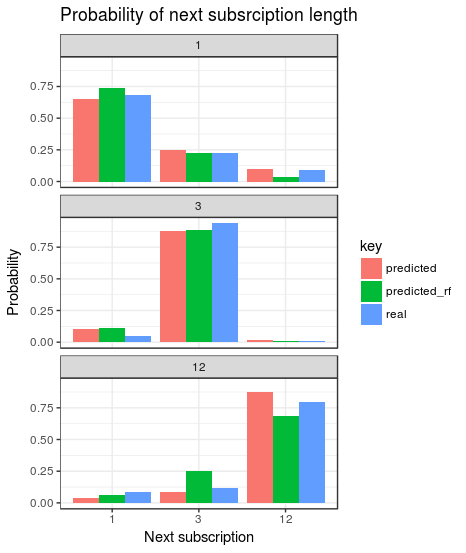 Probability of next subsrciption length
1
0.75
0.50
0.25
0.00
3
0.75
0.50
0.25
0.00
12
0.75
0.50
0.25
0.00
1 3 12
Next subscription
Probability
key
predicted
predicted_rf
real